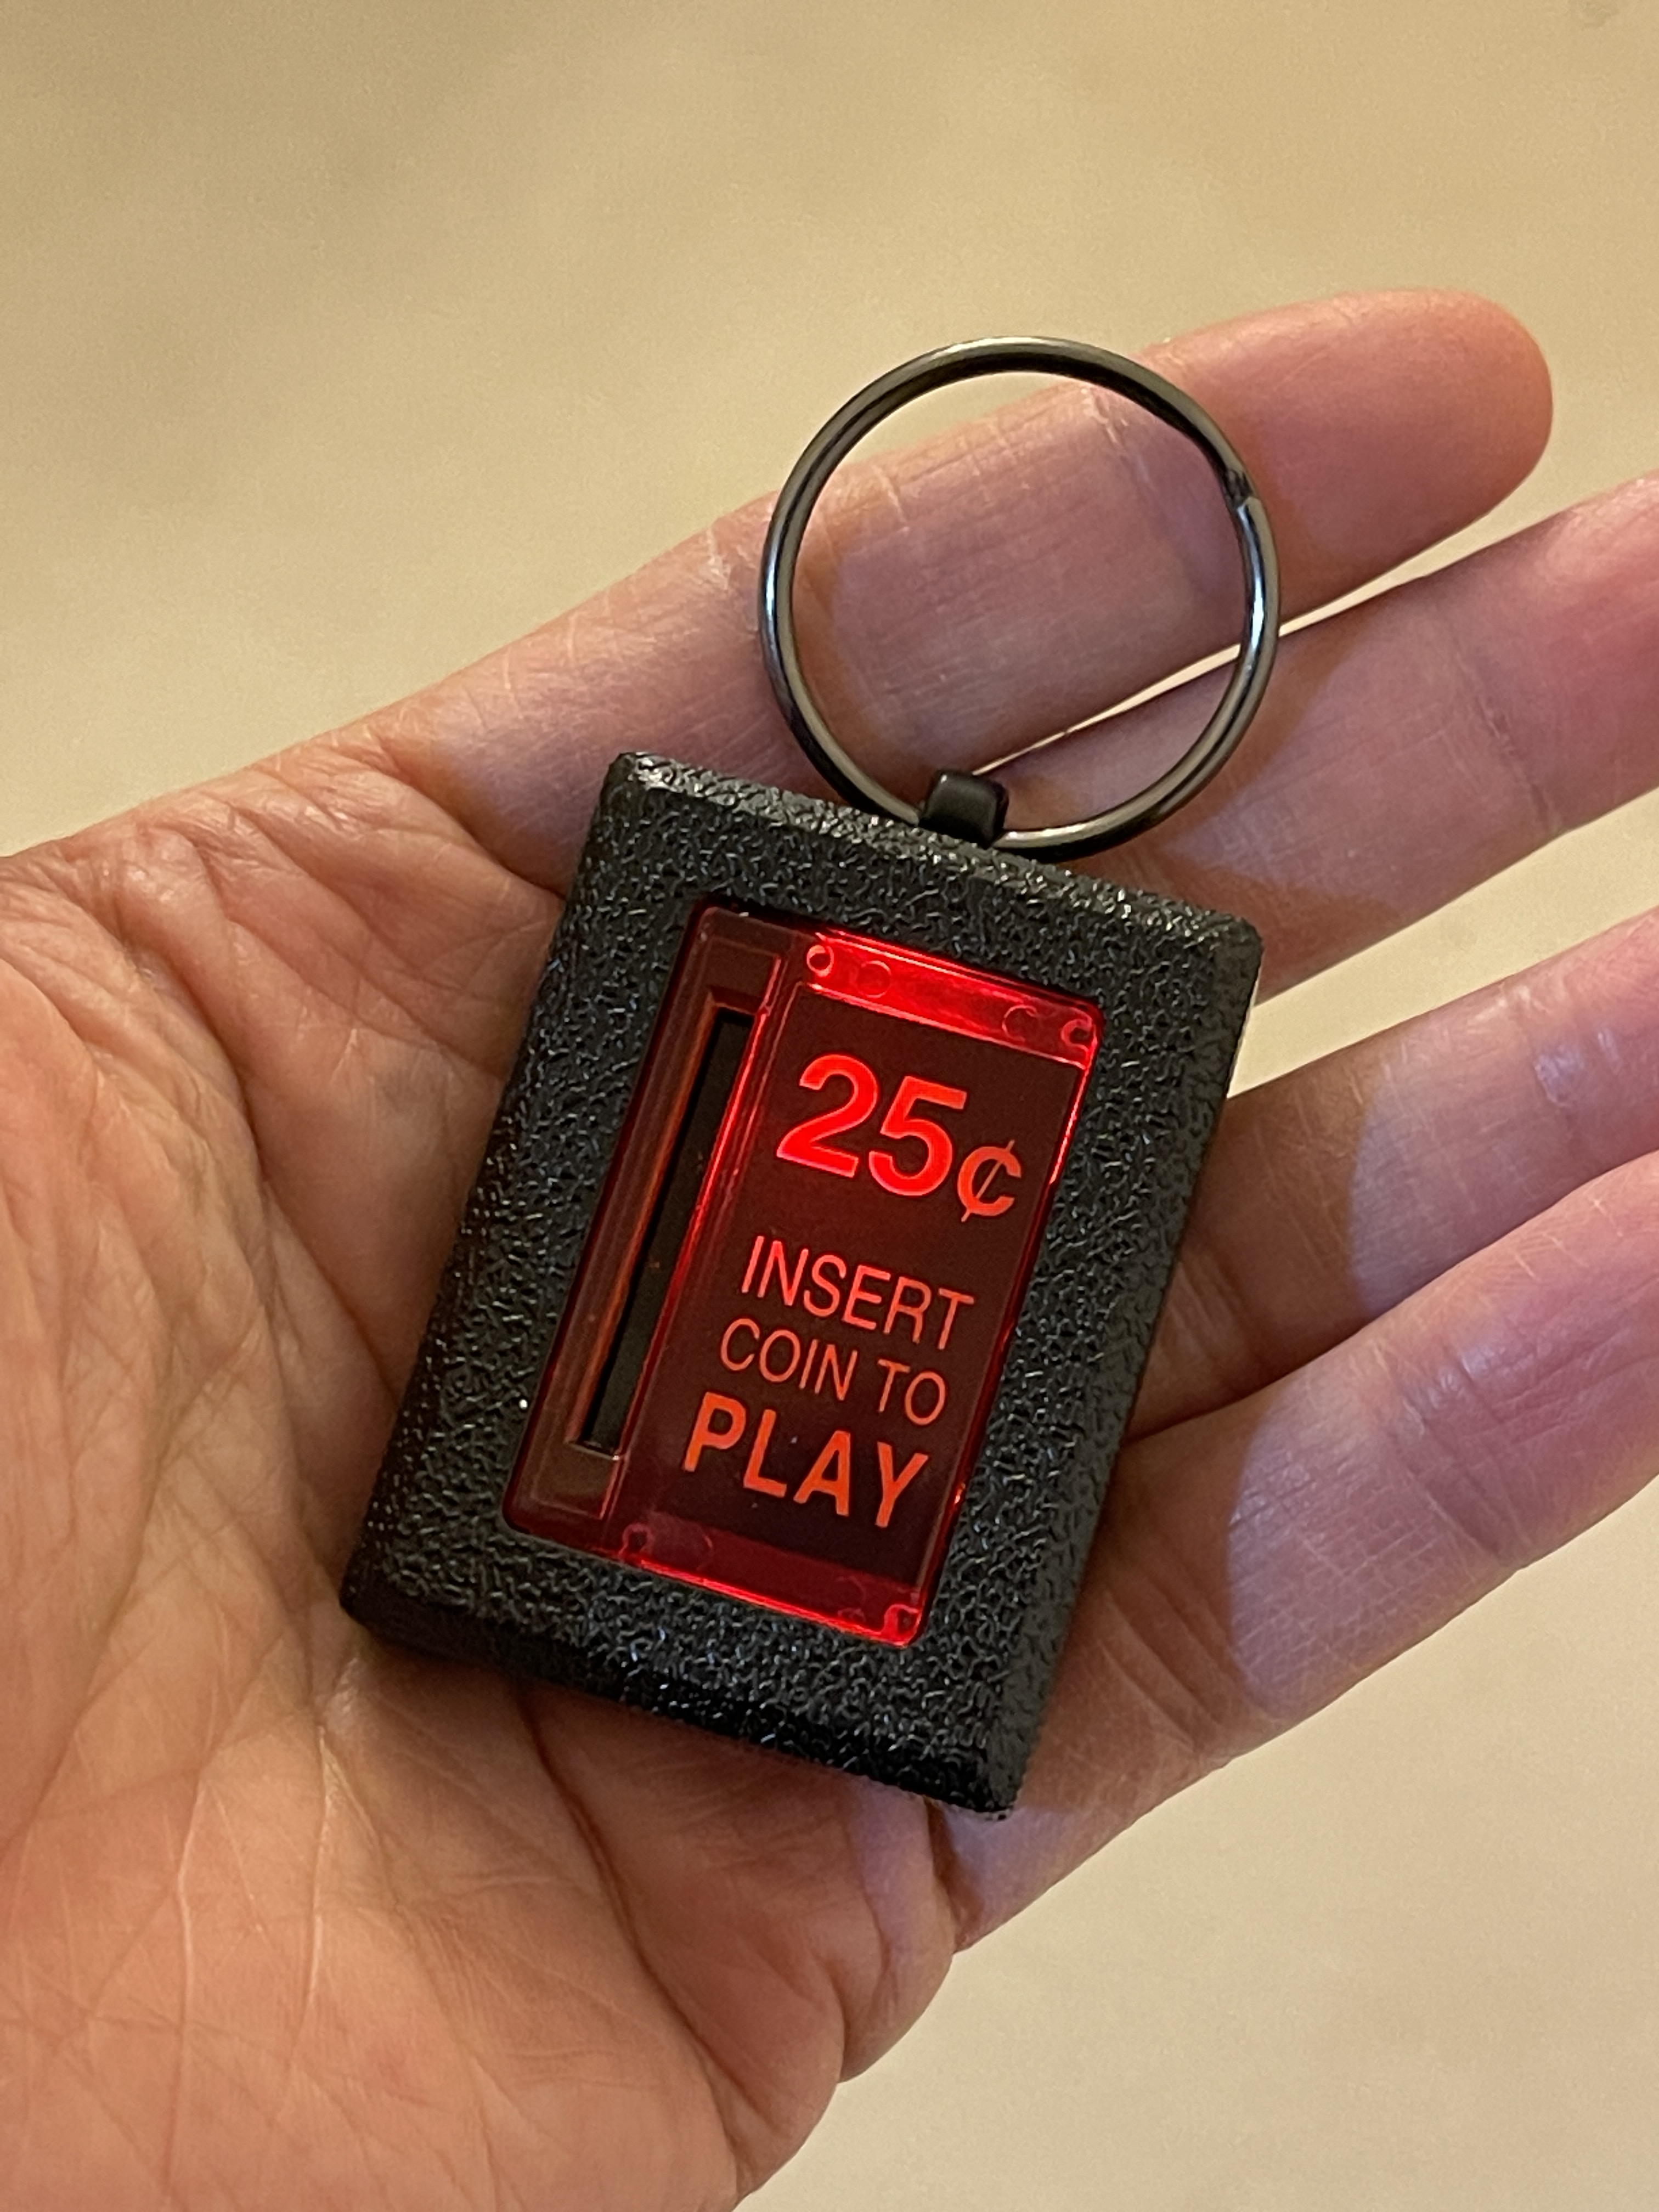 25¢
INSERT
COIN TO
PLAY